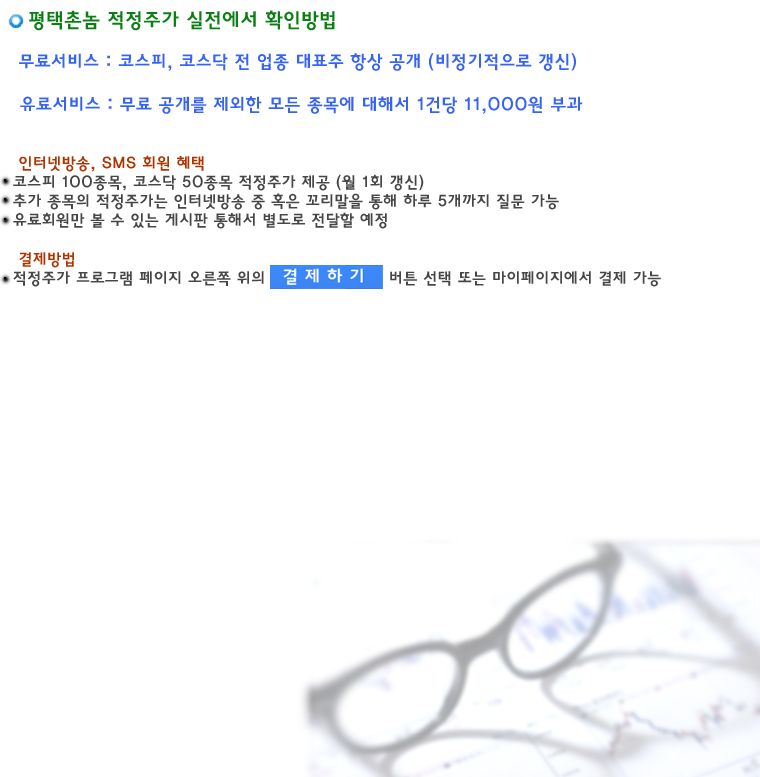 평택촌놈 적정주가 실전에서 확인방법
무료서비스 : 코스피, 코스닥 전 업종 대표주 항상 공개 (비정기적으로 갱신)
유료서비스 : 무료 공개를 제외한 모든 종목에 대해서 1건당 11,000원 부과
인터넷방송, SMS 회원 혜택
코스피 100종목, 코스닥 50종목 적정주가 제공 (월 1회 갱신)
추가 종목의 적정주가는 인터넷방송 중 혹은 꼬리말을 통해 하루 5개까지 질문 가능
유료회원만 볼 수 있는 게시판 통해서 별도로 전달할 예정
결제방법
적정주가 프로그램 페이지 오른쪽 위의 결 제 하 기 버튼 선택 또는 마이페이지에서 결제 가능